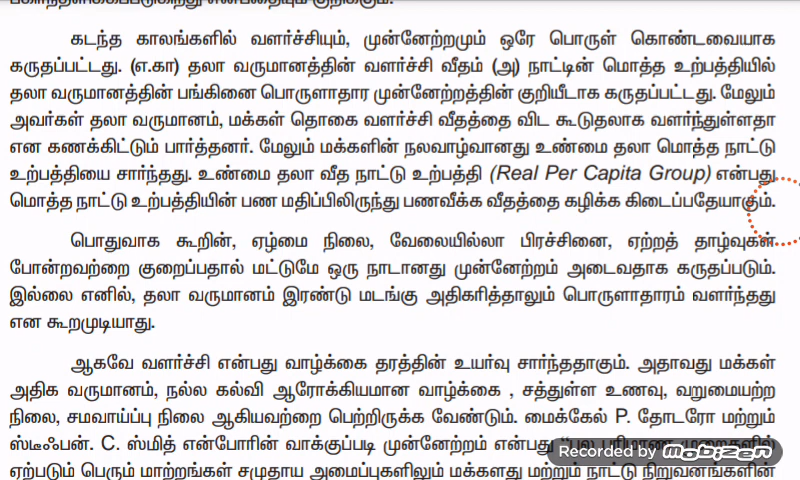 கடந்த காலங்களில் வளர்ச்சியும், முன்னேற்றமும் ஒரே பொருள் கொண்டவையாக
கருதப்பட்டது. (எ.கா) தலா வருமானத்தின் வளர்ச்சி வீதம் (அ) நாட்டின் மொத்த உற்பத்தியில்
தலா வருமானத்தின் பங்கினை பொருளாதார முன்னேற்றத்தின் குறியீடாக கருதப்பட்டது. மேலும்
அவர்கள் தலா வருமானம், மக்கள் தொகை வளர்ச்சி வீதத்தை விட கூடுதலாக வளர்ந்துள்ளதா
என கணக்கிட்டும் பார்த்தனர். மேலும் மக்களின் நலவாழ்வானது உண்மை தலா மொத்த நாட்டு
உற்பத்தியை சார்ந்தது. உண்மை தலா வீத நாட்டு உற்பத்தி (Real Per Capita Group) என்பது
மொத்த நாட்டு உற்பத்தியின் பண மதிப்பிலிருந்து பணவீக்க வீதத்தை கழிக்க கிடைப்பதேயாகும்.
பொதுவாக கூறின், ஏழ்மை நிலை, வேலையில்லா பிரச்சினை, ஏற்றத் தாழ்வுகள்
போன்றவற்றை குறைப்பதால் மட்டுமே ஒரு நாடானது முன்னேற்றம் அடைவதாக கருதப்படும்.
இல்லை எனில், தலா வருமானம் இரண்டு மடங்கு அதிகரித்தாலும் பொருளாதாரம் வளர்ந்தது
என கூறமுடியாது.
ஆகவே வளர்ச்சி என்பது வாழ்க்கை தரத்தின் உயர்வு சார்ந்ததாகும். அதாவது மக்கள்
அதிக வருமானம், நல்ல கல்வி ஆரோக்கியமான வாழ்க்கை , சத்துள்ள உணவு, வறுமையற்ற
நிலை, சமவாய்ப்பு நிலை ஆகியவற்றை பெற்றிருக்க வேண்டும். மைக்கேல் P. தோடரோ மற்றும்
ஸ்டீஃபன். C. ஸ்மித் என்போரின் வாக்குப்படி முன்னேற்றம் என்பது
Recorded by mobizen
ஏற்படும் பெரும் மாற்றங்கள் சமுதாய அமைப்புகளிலும் மக்களது மற்றும் நாட்டு நிறுவனங்களின்